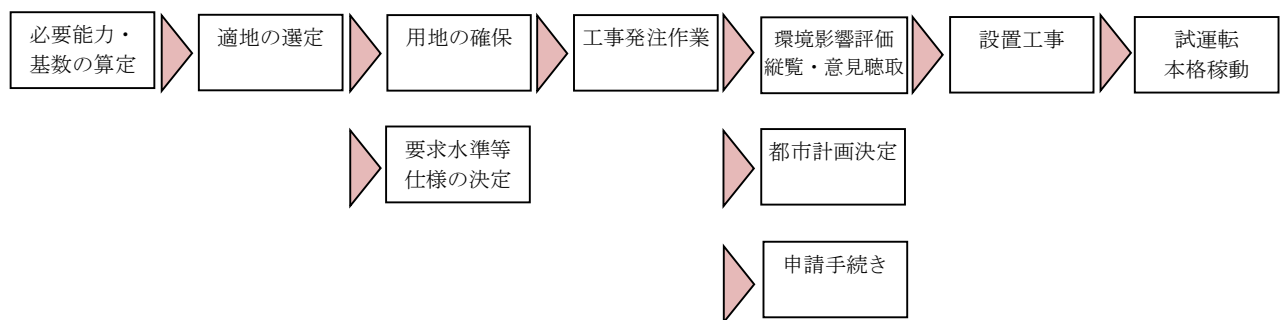 必要能力・
基数の算定
適地の選定
用地の確保
工事発注作業
環境影響評価
縦覧・意見聴取
設置工事
試運転
本格稼動
要求水準等
仕様の決定
都市計画決定
申請手続き